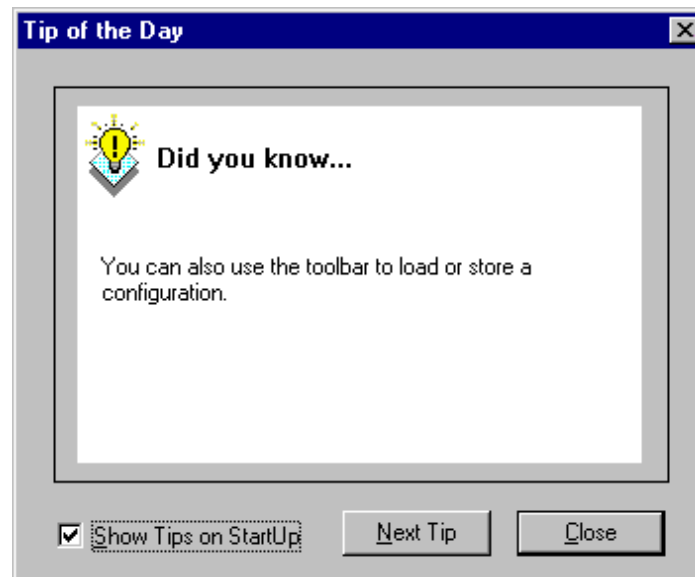 Tip of the Day
Did you know...
You can also use the toolbar to load or store a
configuration.
Show Tips on StartUp
Next Tip
Close